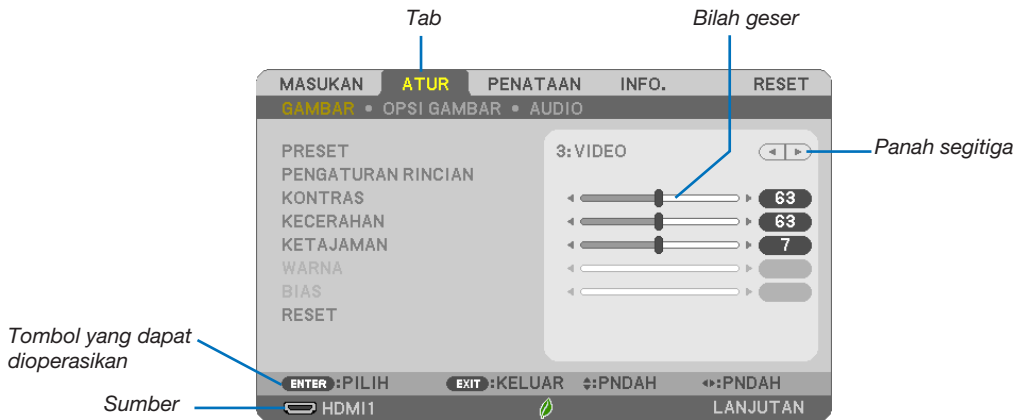 Tab
Bilah geser
MASUKAN ATUR PENATAAN INFO. RESET
GAMBAR • OPSI GAMBAR • AUDIO
PRESET 3:VIDEO
Panah segitiga
PENGATURAN RINCIAN
KONTRAS 63
KECERAHAN 63
KETAJAMAN 7
WARNA
BIAS
RESET
Tombol yang dapat
dioperasikan
ENTER :PILIH EXIT :KELUAR :PNDAH :PNDAH
Sumber
HDMI1 LANJUTAN